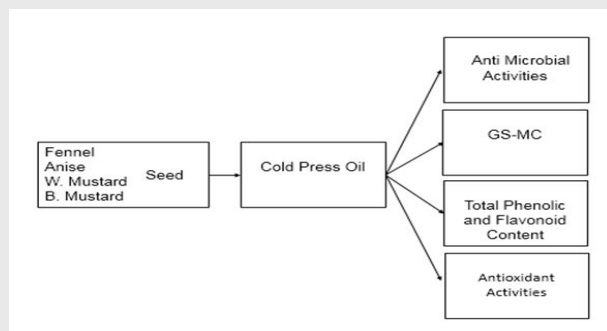 Fennel
Anise
W. Mustard
B. Mustard
Seed
Cold Press Oil
Anti Microbial
Activities
GS-MC
Total Phenolic
and Flavonoid
Content
Antioxidant
Activities